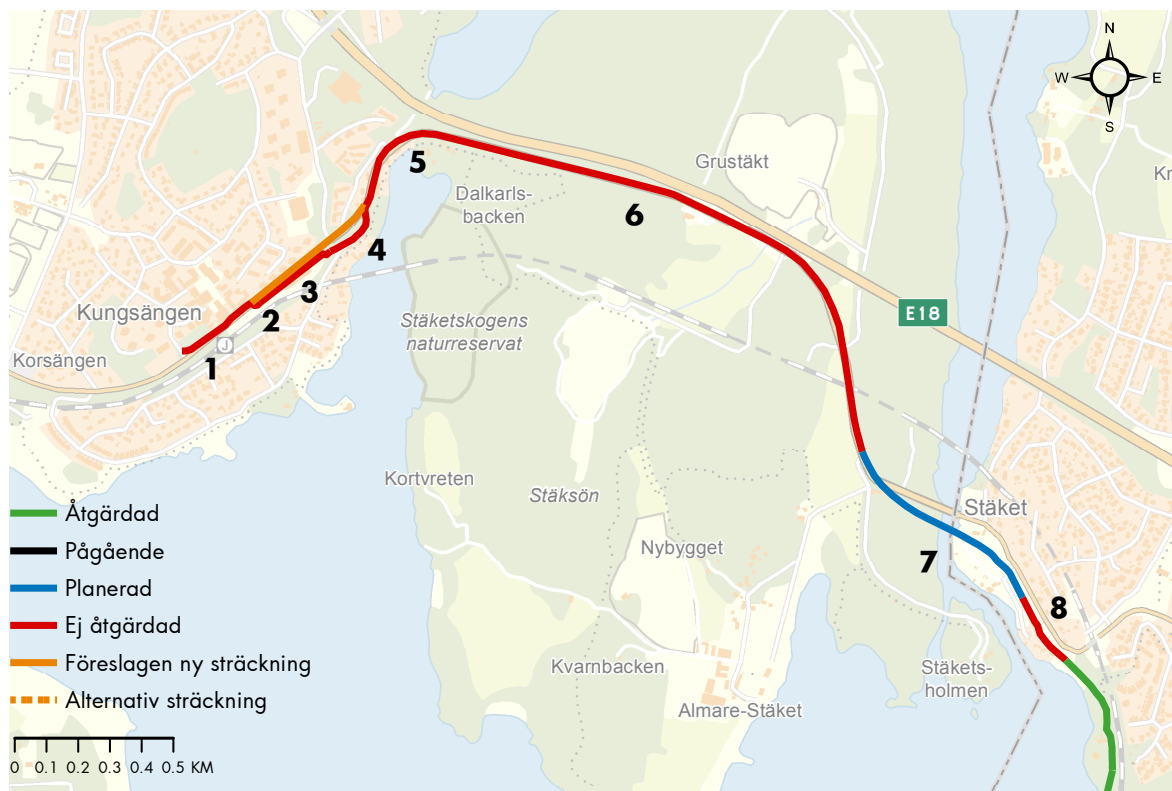 N
W E
S
Kr
Grustäkt
5
Dalkarls-
backen
6
4
3
Kungsängen
2
E18
Stäketskogens
naturreservat
J
Korsängen
1
Kortvreten
Stäksön
Stäket
Åtgärdad
Pågående
Planerad
Ej åtgärdad
Föreslagen ny sträckning
Alternativ sträckning
Nybygget
7
8
Kvarnbacken
Stäkets-
holmen
Almare-Stäket
0 0.1 0.2 0.3 0.4 0.5 KM